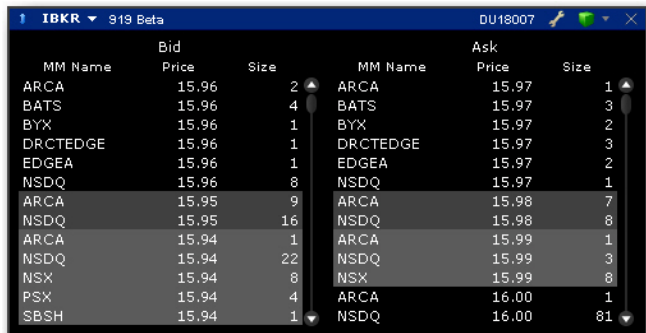 IBKR 919 Beta DU18007
Bid Ask
MM Name Price Size MM Name Price Size
ARCA 15.96 2 ARCA 15.97 1
BATS 15.96 4 BATS 15.97 3
BYX 15.96 1 BYX 15.97 2
DRCTEDGE 15.96 1 DRCTEDGE 15.97 3
EDGEA 15.96 1 EDGEA 15.97 2
NSDQ 15.96 8 NSDQ 15.97 1
ARCA 15.95 9 ARCA 15.98 7
NSDQ 15.95 16 NSDQ 15.98 8
ARCA 15.94 1 ARCA 15.99 1
NSDQ 15.94 22 NSDQ 15.99 3
NSX 15.94 8 NSX 15.99 8
PSX 15.94 4 ARCA 16.00 1
SBSH 15.94 1 NSDQ 16.00 81